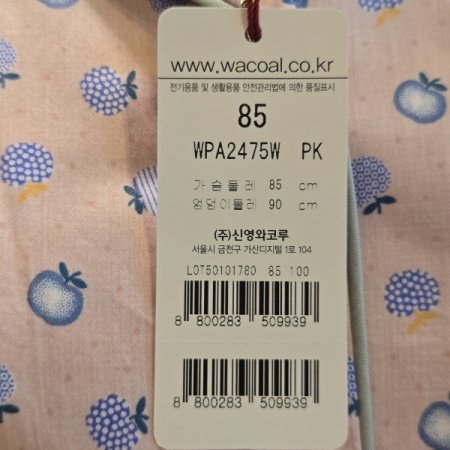 www.wacoal.co.kr
전기용품 및 생활용품 안전관리법에 의한 품질표시
85
WPA2475W PK
가슴둘레 85 cm
엉덩이둘레 90 cm
(주)신영와코루
서울시 금천구 가산디지털 1로 104
LOT50101780 85 100
8 800283 509939
8 800283 509939